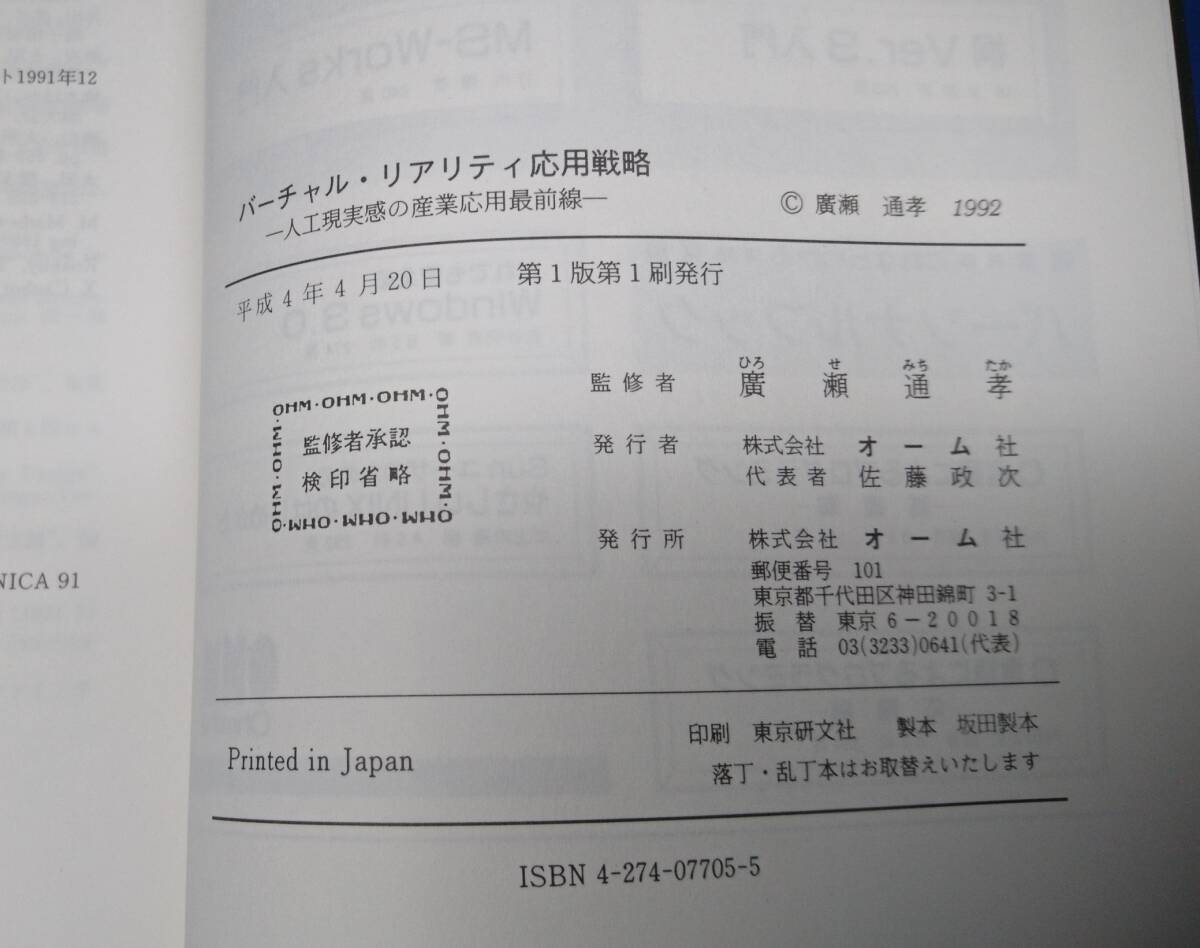 ト1991年12
NICA 91
バーチャル・リアリティ応用戦略
―人工現実感の産業応用最前線―
© 廣瀬 通孝 1992
平成4年4月20日 第1版第1刷発行
OHM・OHM・OHM・OHM・OHM・OHM・OHM・OHM・OHM・OHM
監修者承認
検印省略
ひろ せ みち たか
監修者 廣瀬通孝
発行者 株式会社 オーム社
代表者 佐藤政次
発行所 株式会社 オーム社
郵便番号 101
東京都千代田区神田錦町 3-1
振替 東京 6-20018
電話 03(3233)0641(代表)
印刷 東京研文社 製本 坂田製本
Printed in Japan
落丁・乱丁本はお取替えいたします
ISBN 4-274-07705-5